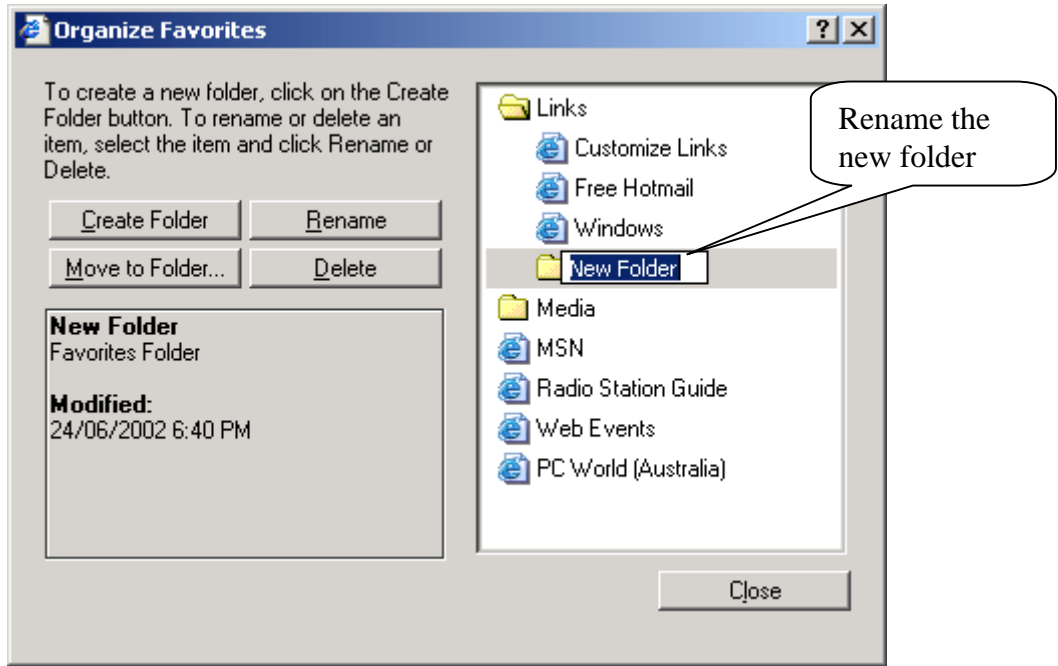 Organize Favorites
To create a new folder, click on the Create
Folder button. To rename or delete an
item, select the item and click Rename or
Delete.
Create Folder
Rename
Move to Folder...
Delete
New Folder
Favorites Folder
Modified:
24/06/2002 6:40 PM
Links
Customize Links
Free Hotmail
Windows
New Folder
Media
MSN
Radio Station Guide
Web Events
PC World (Australia)
Rename the
new folder
Close